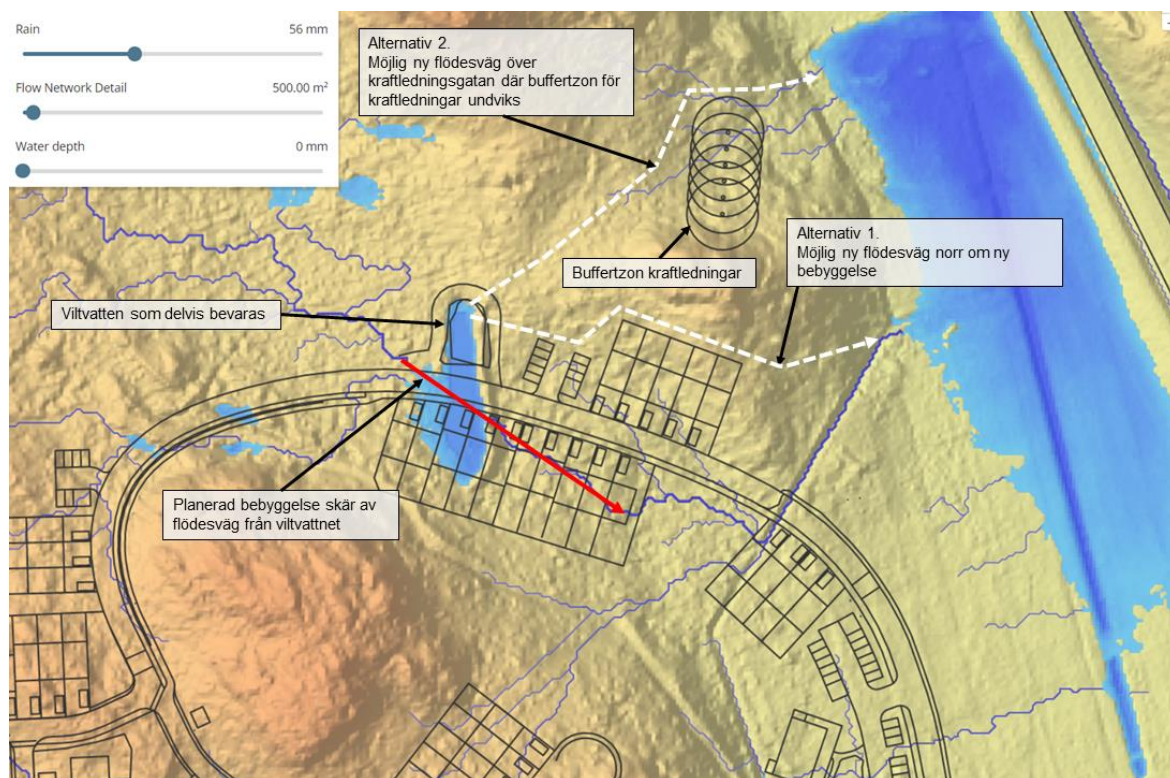 Rain 56 mm
Flow Network Detail 500.00 m²
Water depth 0 mm
Alternativ 2.
Möjlig ny flödesväg över
kraftledningsgatan där buffertzon för
kraftledningar undviks
Alternativ 1.
Möjlig ny flödesväg norr om ny
bebyggelse
Buffertzon kraftledningar
Viltvatten som delvis bevaras
Planerad bebyggelse skär av
flödesväg från viltvattnet